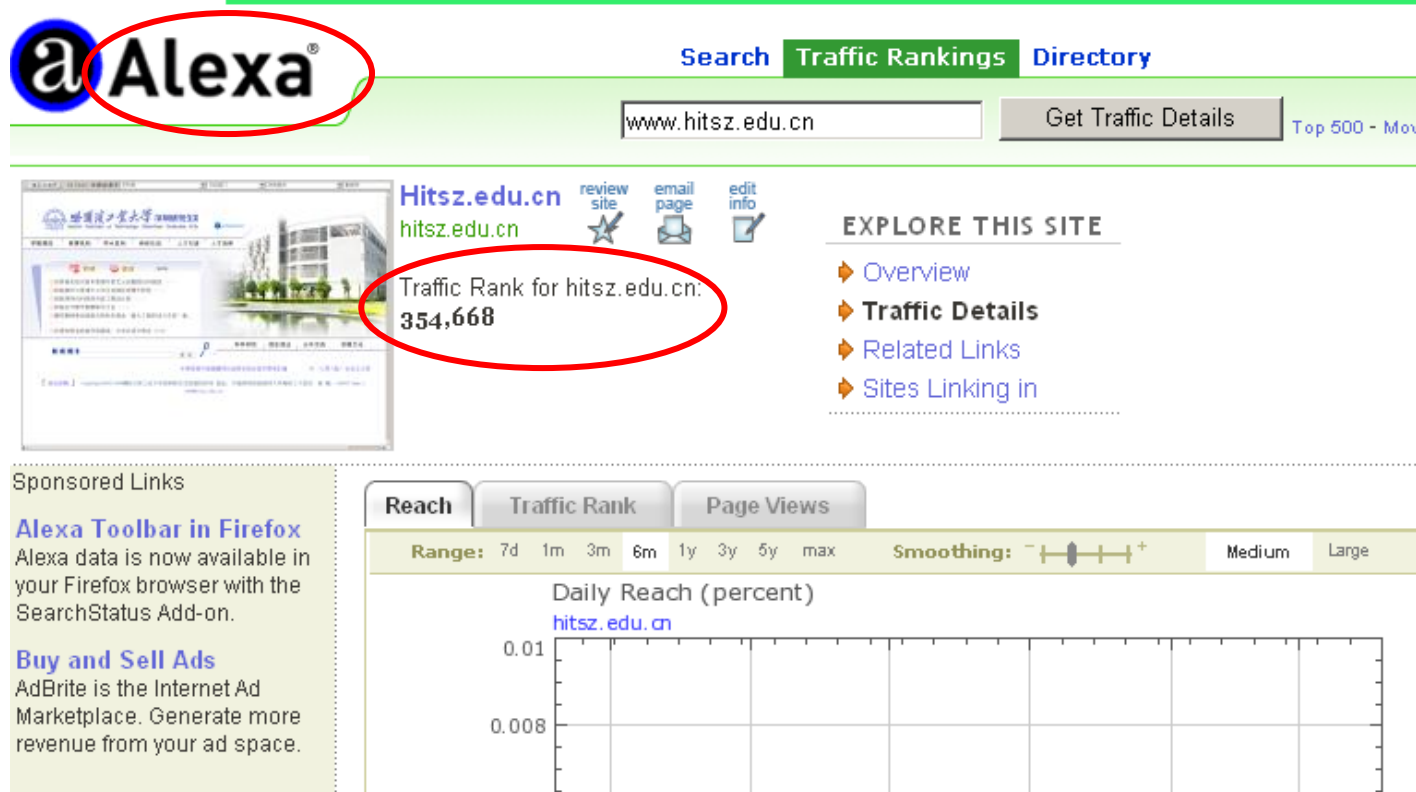 a Alexa®
Search Traffic Rankings Directory
www.hitsz.edu.cn Get Traffic Details Top 500 - Mov
Hitsz.edu.cn
hitsz.edu.cn
review site
email page
edit info
Traffic Rank for hitsz.edu.cn:
354,668
EXPLORE THIS SITE
Overview
Traffic Details
Related Links
Sites Linking in
Sponsored Links
Alexa Toolbar in Firefox
Alexa data is now available in
your Firefox browser with the
SearchStatus Add-on.
Buy and Sell Ads
AdBrite is the Internet Ad
Marketplace. Generate more
revenue from your ad space.
Reach Traffic Rank Page Views
Range: 7d 1m 3m 6m 1y 3y 5y max Smoothing: - + Medium Large
Daily Reach (percent)
hitsz.edu.cn
0.01
0.008